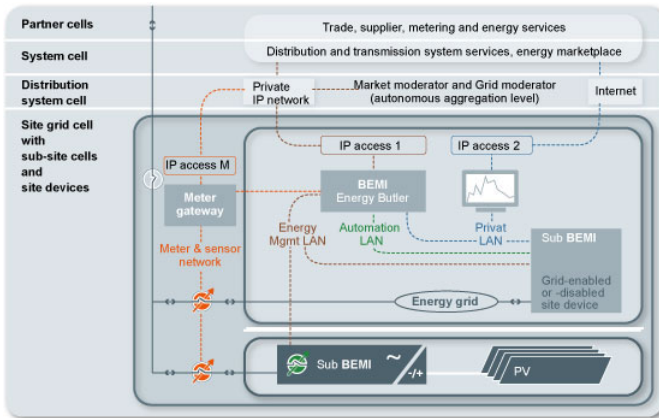 Partner cells
Trade, supplier, metering and energy services
System cell
Distribution and transmission system services, energy marketplace
Distribution
system cell
Private
IP network
Market moderator and Grid moderator
(autonomous aggregation level)
Internet
Site grid cell
with
sub-site cells
and
site devices
IP access M
IP access 1
IP access 2
Meter
gateway
BEMI
Energy Butler
Energy
Mgmt LAN
Automation
LAN
Privat
LAN
Sub BEMI
Meter & sensor
network
Grid-enabled
or -disabled
site device
Energy grid
Sub BEMI
~
-/+
PV